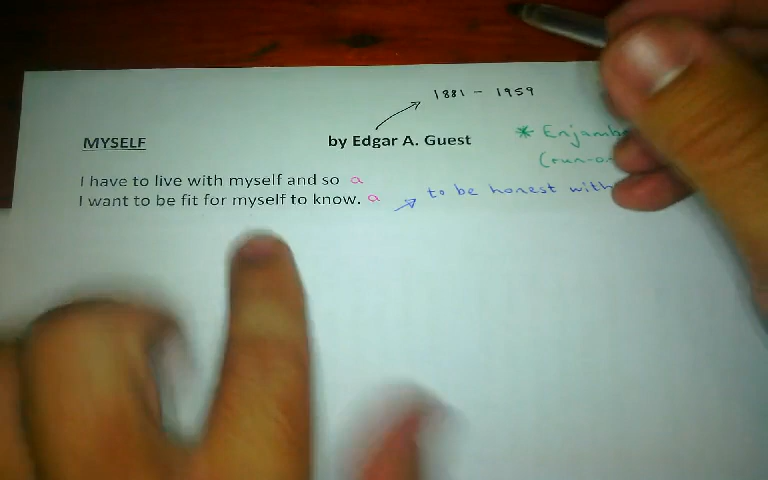 1881 - 1959
MYSELF
by Edgar A. Guest
* Enjamb
(run-o
I have to live with myself and so a
I want to be fit for myself to know. a
to be honest with